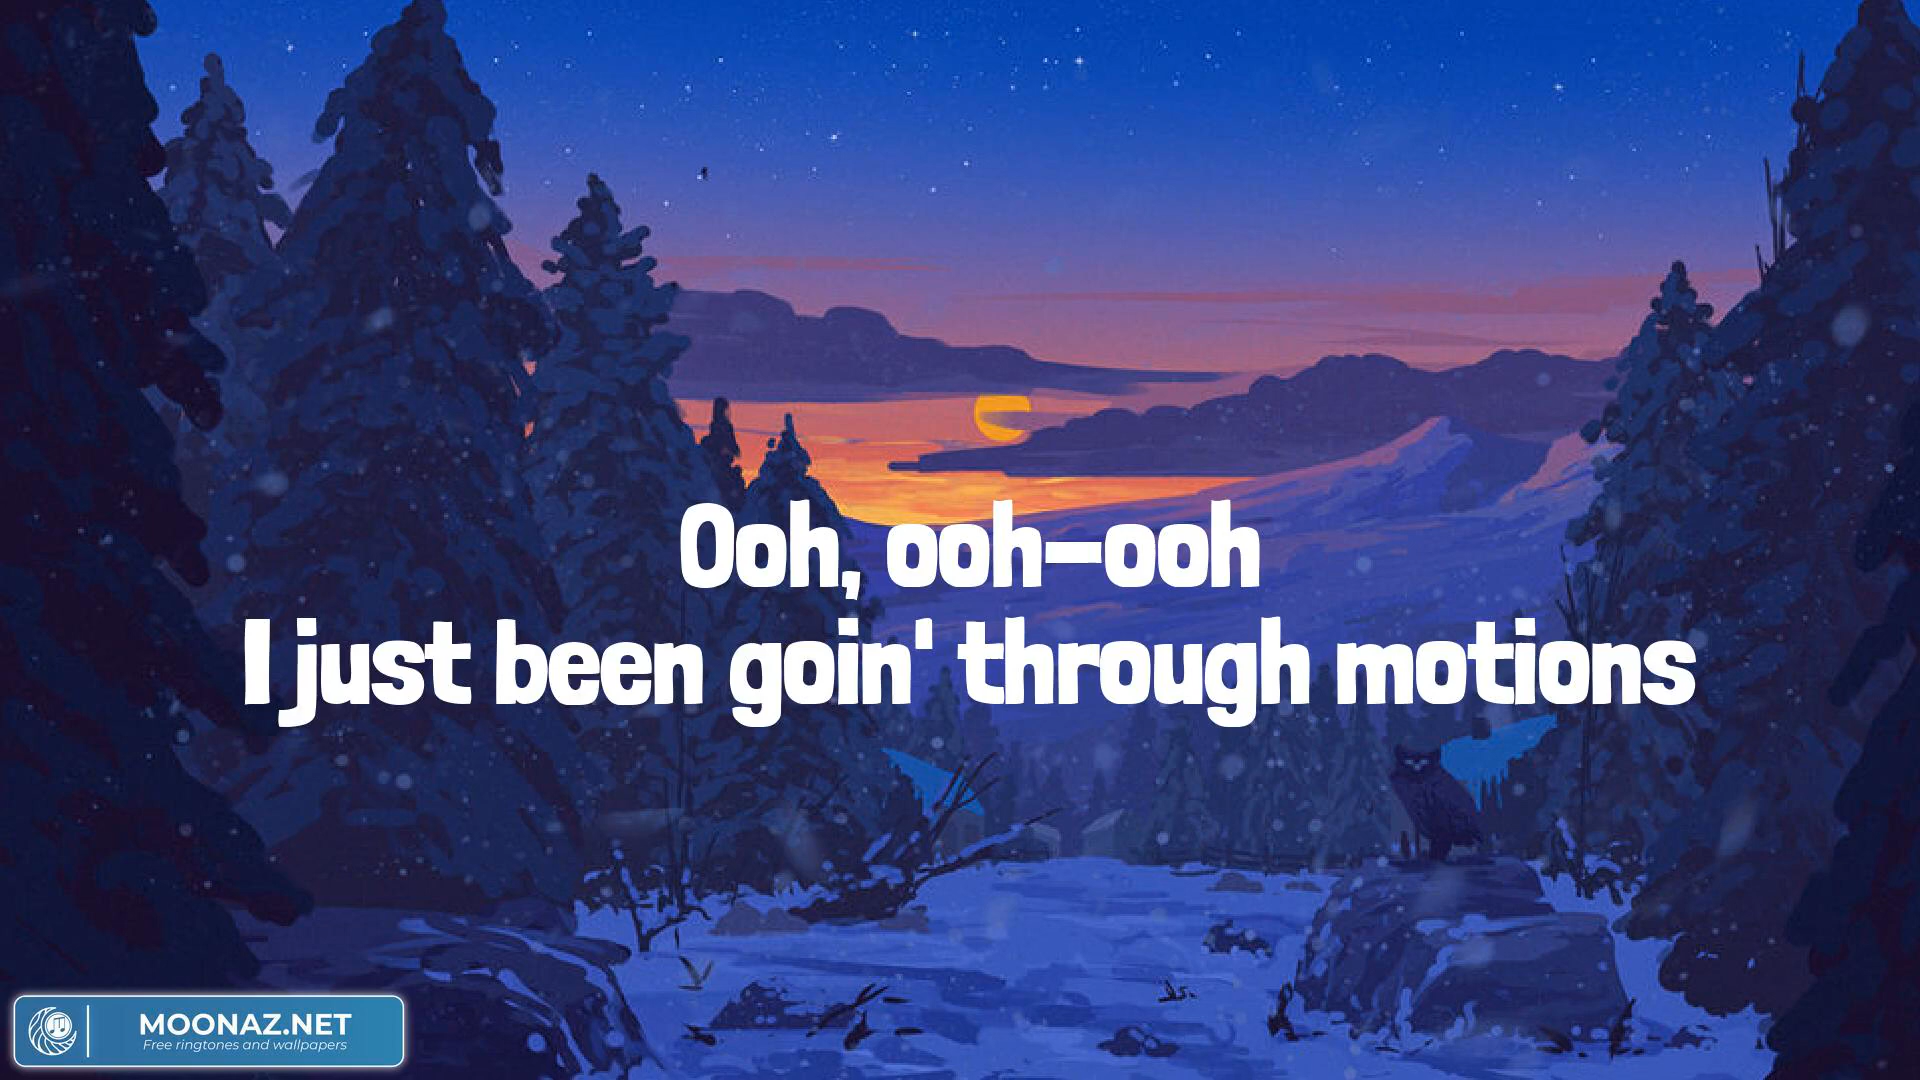 Ooh, ooh-ooh
I just been goin' through motions
MOONAZ.NET
Free ringtones and wallpapers